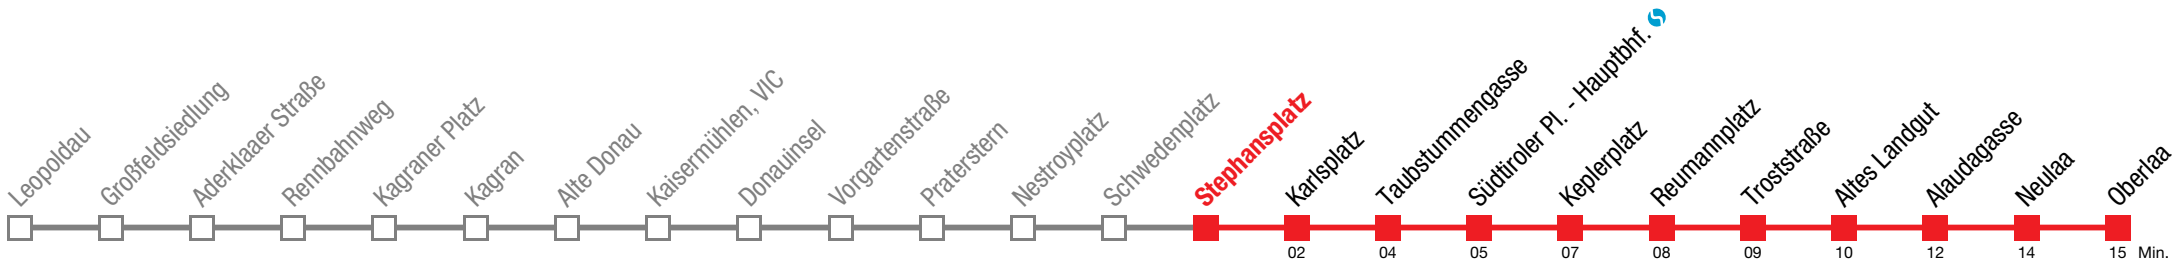 Leopoldau
Großfeldsiedlung
Aderklaaer Straße
Rennbahnweg
Kagraner Platz
Kagran
Alte Donau
Kaisermühlen, VIC
Donauinsel
Vorgartenstraße
Praterstern
Nestroyplatz
Schwedenplatz
Stephansplatz
Karlsplatz
Taubstummengasse
Südtiroler Pl. - Hauptbhf.
Keplerplatz
Reumannplatz
Troststraße
Altes Landgut
Alaudagasse
Neulaa
Oberlaa
02 04 05 07 08 09 10 12 14 15 Min.